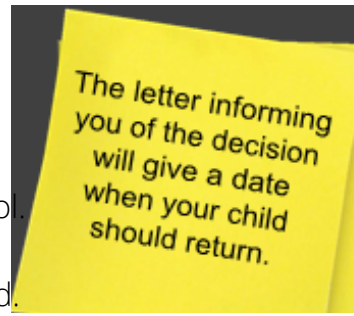 The letter informing
you of the decision
will give a date
when your child
should return.